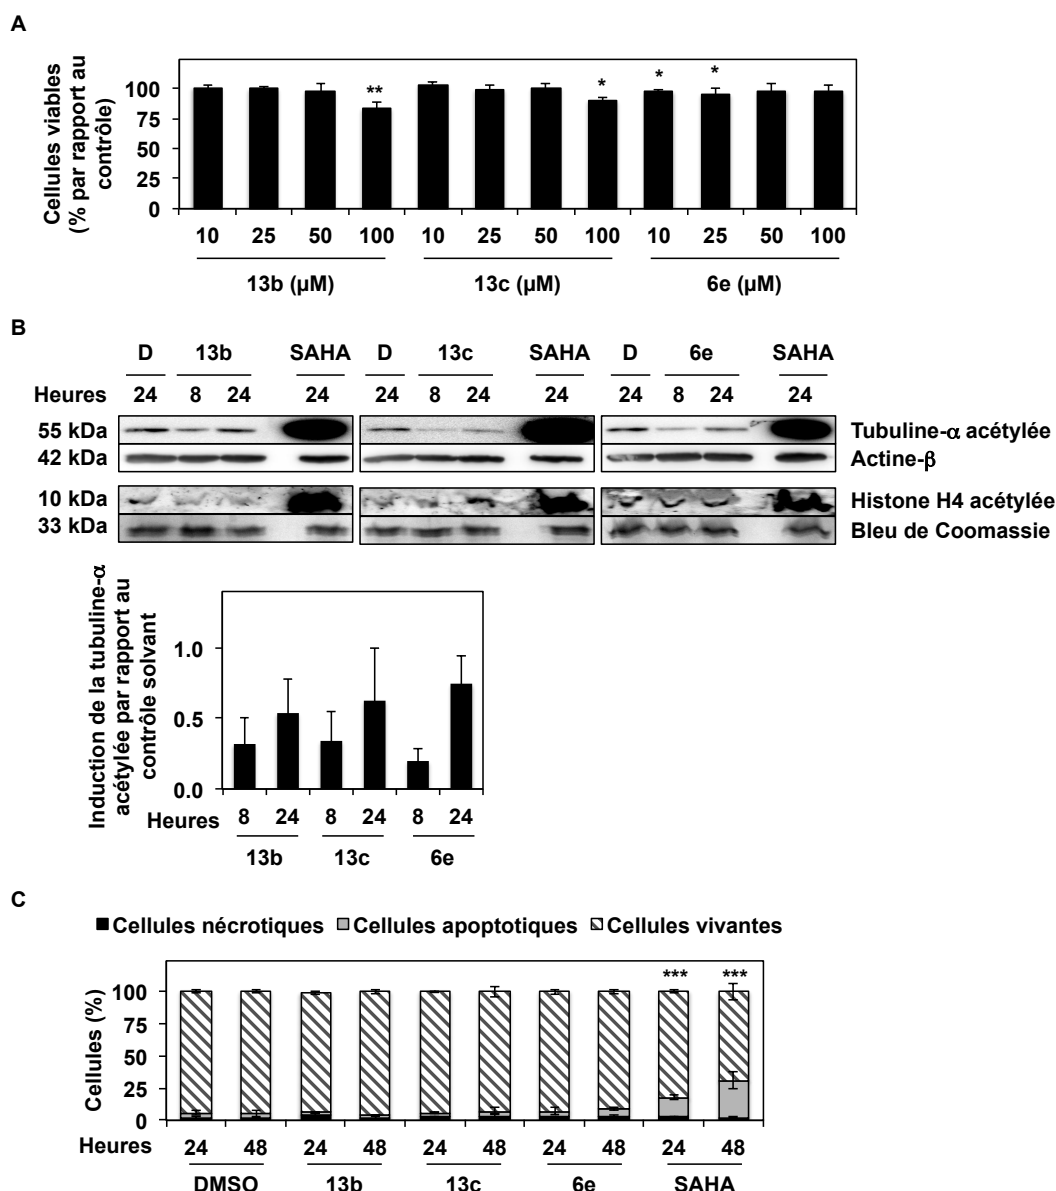 A
Cellules viables
(% par rapport au
contrôle)
100
75
50
25
0
** * * *
10 25 50 100 10 25 50 100 10 25 50 100
13b (µM) 13c (µM) 6e (µM)
B
D 13b SAHA D 13c SAHA D 6e SAHA
Heures 24 8 24 24 24 8 24 24 24 8 24 24
55 kDa Tubuline-α acétylée
42 kDa Actine-β
10 kDa Histone H4 acétylée
33 kDa Bleu de Coomassie
Induction de la tubuline-α
acétylée par rapport au
contrôle solvant
1.0
0.5
0.0
Heures 8 24 8 24 8 24
13b 13c 6e
C
Cellules nécrotiques Cellules apoptotiques Cellules vivantes
Cellules (%)
*** ***
100
75
50
25
0
Heures 24 48 24 48 24 48 24 48 24 48
DMSO 13b 13c 6e SAHA